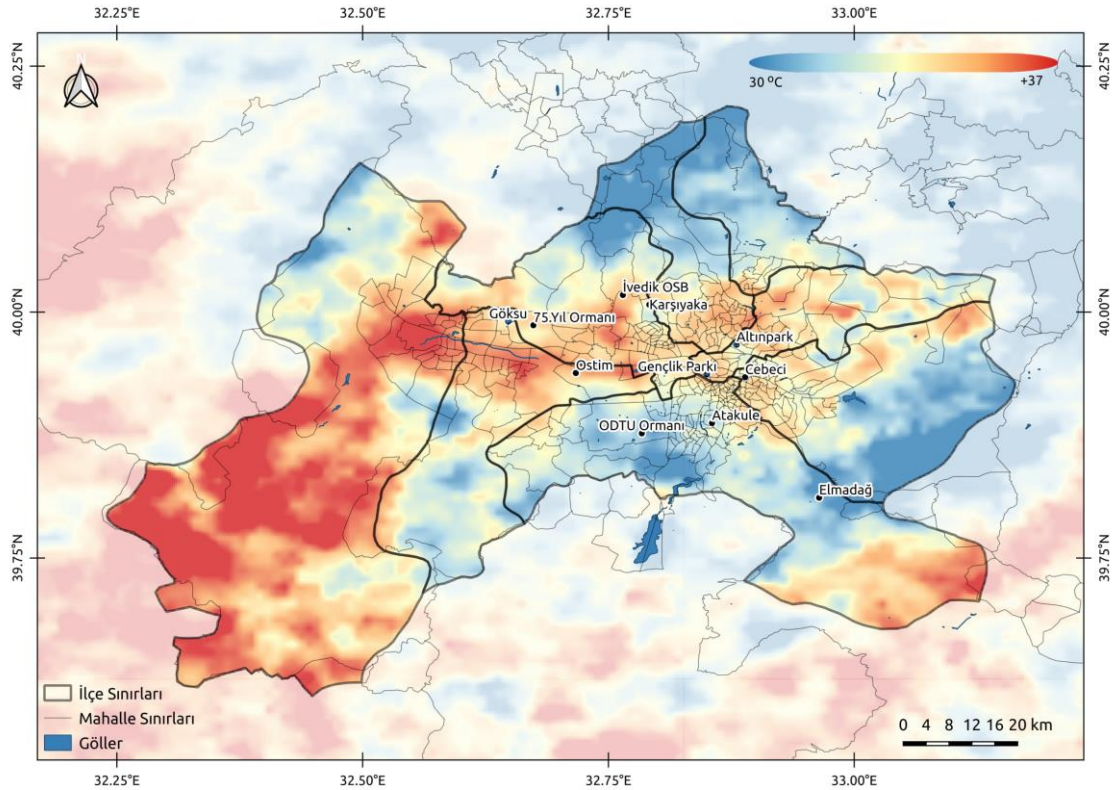 32.25°E
32.50°E
32.75°E
33.00°E
40.25°N
40.25°N
30 °C
+37
İvedik OSB
Karşıyaka
40.00°N
40.00°N
Göksu
75.Yıl Ormanı
Altınpark
Ostim
Gençlik Parkı
Cebeci
ODTU Ormanı
Atakule
Elmadağ
39.75°N
39.75°N
İlçe Sınırları
Mahalle Sınırları
Göller
0 4 8 12 16 20 km
32.25°E
32.50°E
32.75°E
33.00°E